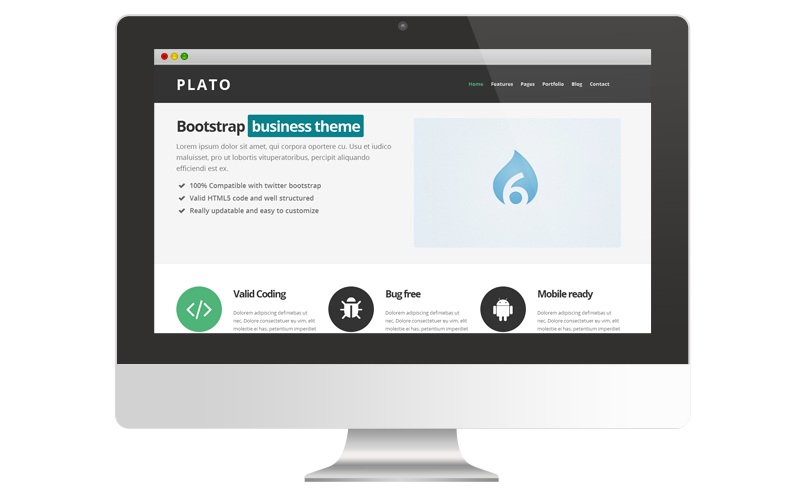 PLATO
Home Features Pages Portfolio Blog Contact
Bootstrap business theme
Lorem ipsum dolor sit amet, qui corpora oportere cu. Usu et iudico
maluisset, pro ut lobortis vituperatoribus, percipit aliquando
efficiendi est ex.
100% Compatible with twitter bootstrap
Valid HTML5 code and well structured
Really updatable and easy to customize
6
Valid Coding
Dolorem adipiscing definiebas ut
nec, Dolore consectetuer eu vim, elit
molestie ei has, petentium imperdiet
Bug free
Dolorem adipiscing definiebas ut
nec, Dolore consectetuer eu vim, elit
molestie ei has, petentium imperdiet
Mobile ready
Dolorem adipiscing definiebas ut
nec, Dolore consectetuer eu vim, elit
molestie ei has, petentium imperdiet